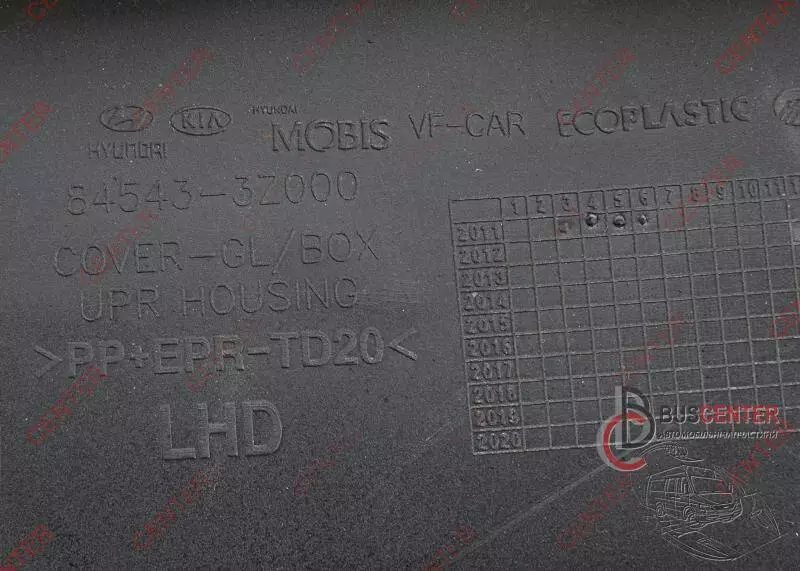 HYUNDAI KIA HYUNDAI MOBIS VF-CAR ECOPLASTIC
84543-3Z000
COVER-GL/BOX
UPR HOUSING
>PP+EPR-TD20<
LHD
1 2 3 4 5 6 7 8 9 10 11
2011
2012
2013
2014
2015
2016
2017
2018
2019
2020
BUSCENTER
АВТОМОБІЛЬНІ ЗАПЧАСТИНИ